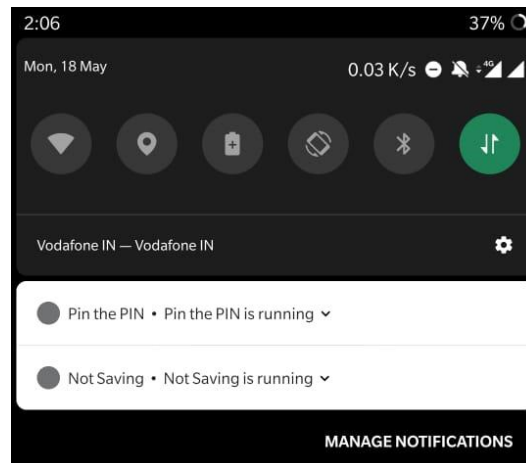 2:06 37%
Mon, 18 May 0.03 K/s 4G
Vodafone IN — Vodafone IN
Pin the PIN • Pin the PIN is running
Not Saving • Not Saving is running
MANAGE NOTIFICATIONS